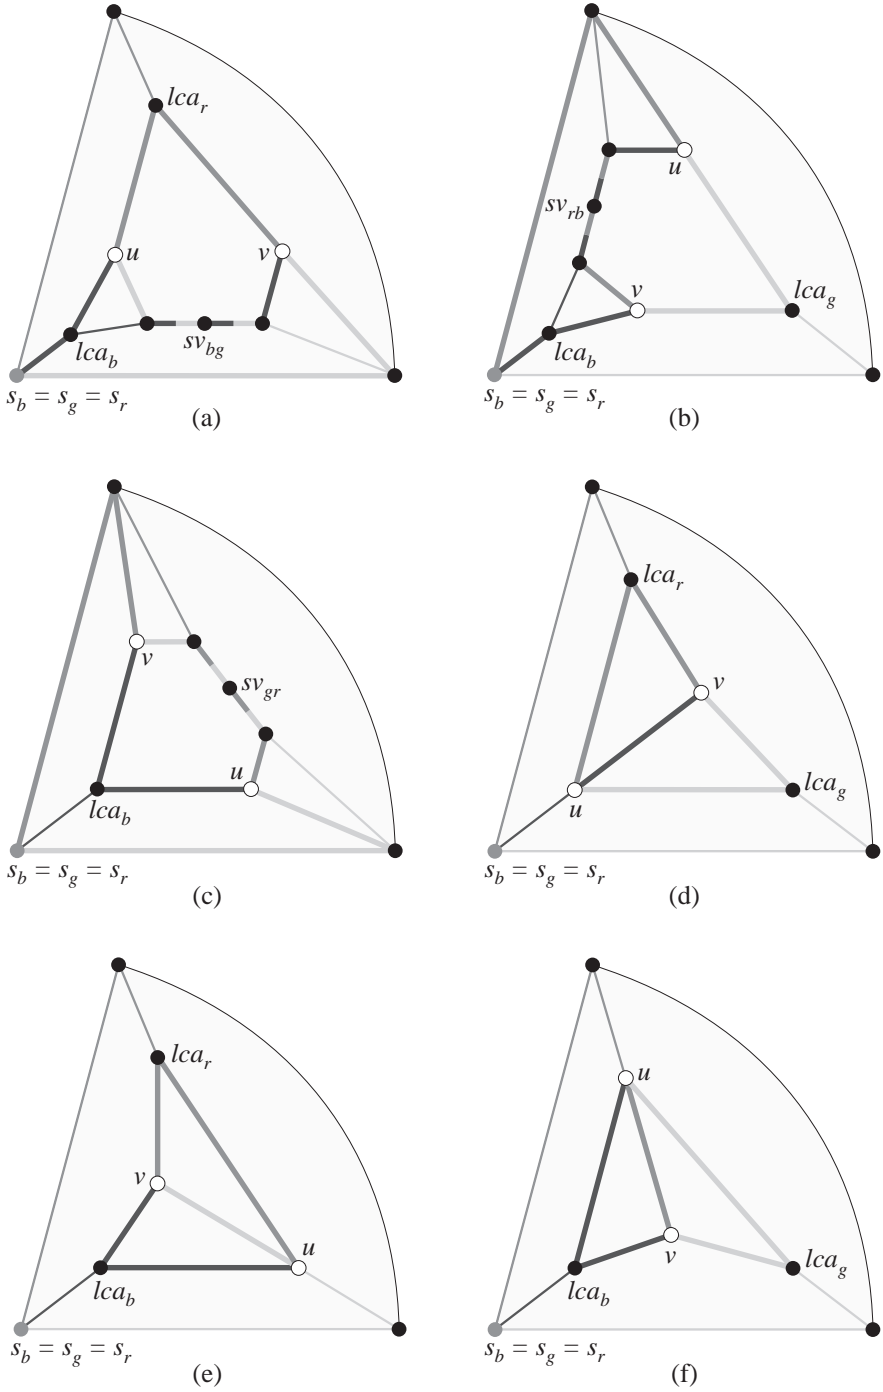 lca_r
u
v
lca_b
sv_bg
s_b = s_g = s_r
(a)
u
sv_rb
v
lca_g
lca_b
s_b = s_g = s_r
(b)
v
sv_gr
u
lca_b
s_b = s_g = s_r
(c)
lca_r
v
u
lca_g
s_b = s_g = s_r
(d)
lca_r
v
u
lca_b
s_b = s_g = s_r
(e)
u
v
lca_g
lca_b
s_b = s_g = s_r
(f)